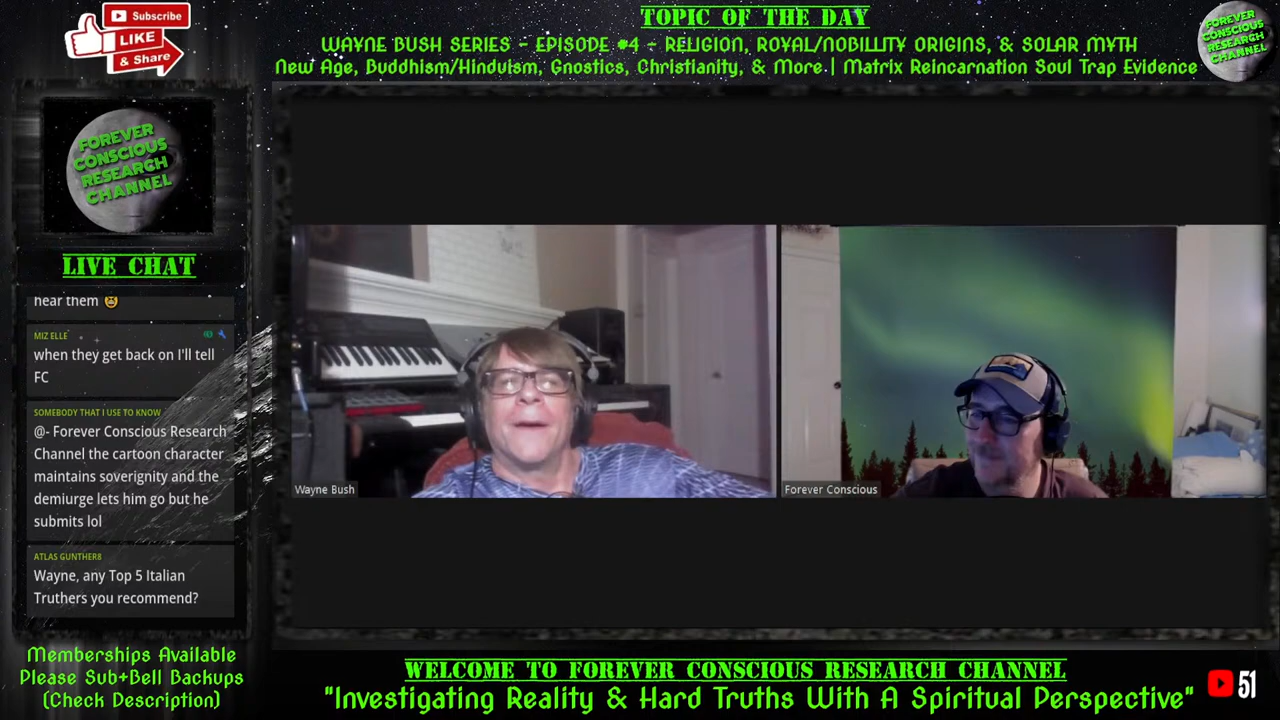 Subscribe
LIKE
& Share
TOPIC OF THE DAY
WAYNE BUSH SERIES - EPISODE #4 - RELIGION, ROYAL/NOBILLITY ORIGINS, & SOLAR MYTH
New Age, Buddhism/Hinduism, Gnostics, Christianity, & More | Matrix Reincarnation Soul Trap Evidence
FOREVER
CONSCIOUS
RESEARCH
CHANNEL
FOREVER
CONSCIOUS
RESEARCH
CHANNEL
LIVE CHAT
hear them 😾
MIZ ELLE
when they get back on I'll tell
FC
SOMEBODY THAT I USE TO KNOW
@- Forever Conscious Research
Channel the cartoon character
maintains soverignity and the
demiurge lets him go but he
submits lol
ATLAS GUNTHER8
Wayne, any Top 5 Italian
Truthers you recommend?
Wayne Bush
Forever Conscious
Memberships Available
Please Sub+Bell Backups
(Check Description)
WELCOME TO FOREVER CONSCIOUS RESEARCH CHANNEL
"Investigating Reality & Hard Truths With A Spiritual Perspective"
51